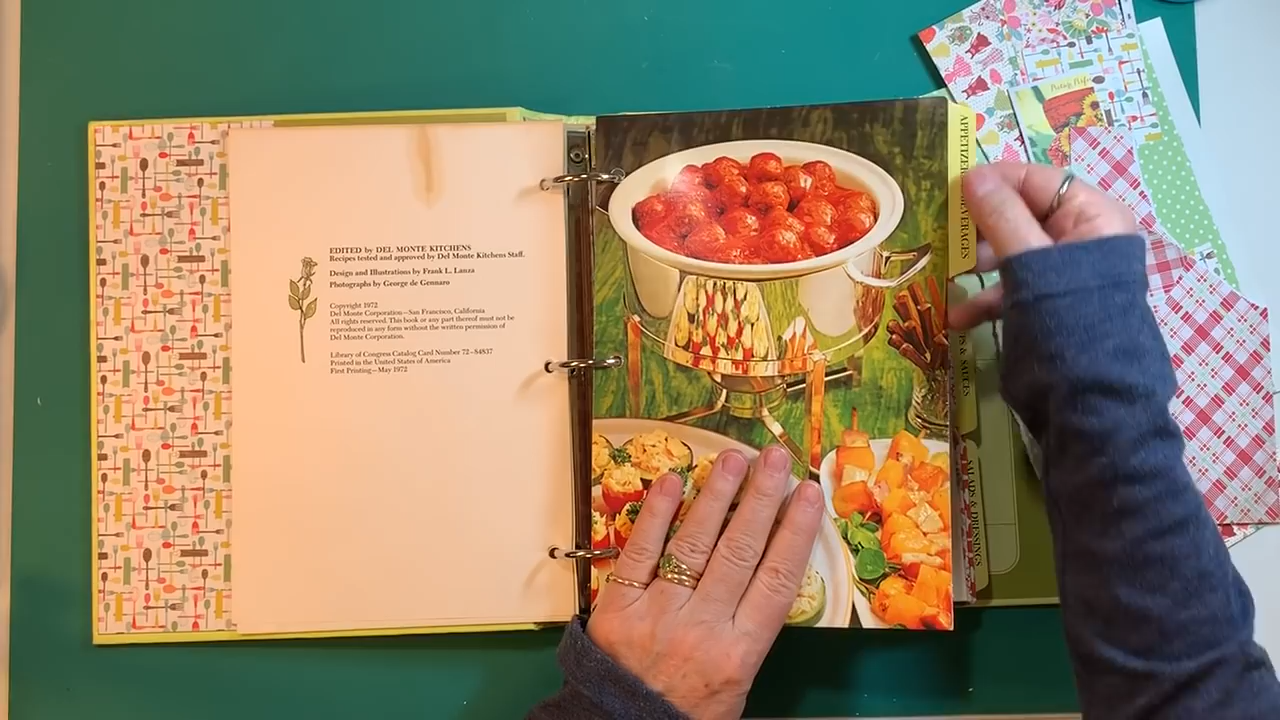 EDITED by DEL MONTE KITCHENS
Recipes tested and approved by Del Monte Kitchens Staff.
Design and Illustrations by Frank L. Lanza
Photographs by George de Gennaro
Copyright 1972
Del Monte Corporation—San Francisco, California
All rights reserved. This book or any part thereof must not be
reproduced in any form without the written permission of
Del Monte Corporation.
Library of Congress Catalog Card Number 72-84837
Printed in the United States of America
First Printing—May 1972
& SAUCES
SALADS & DRESSINGS